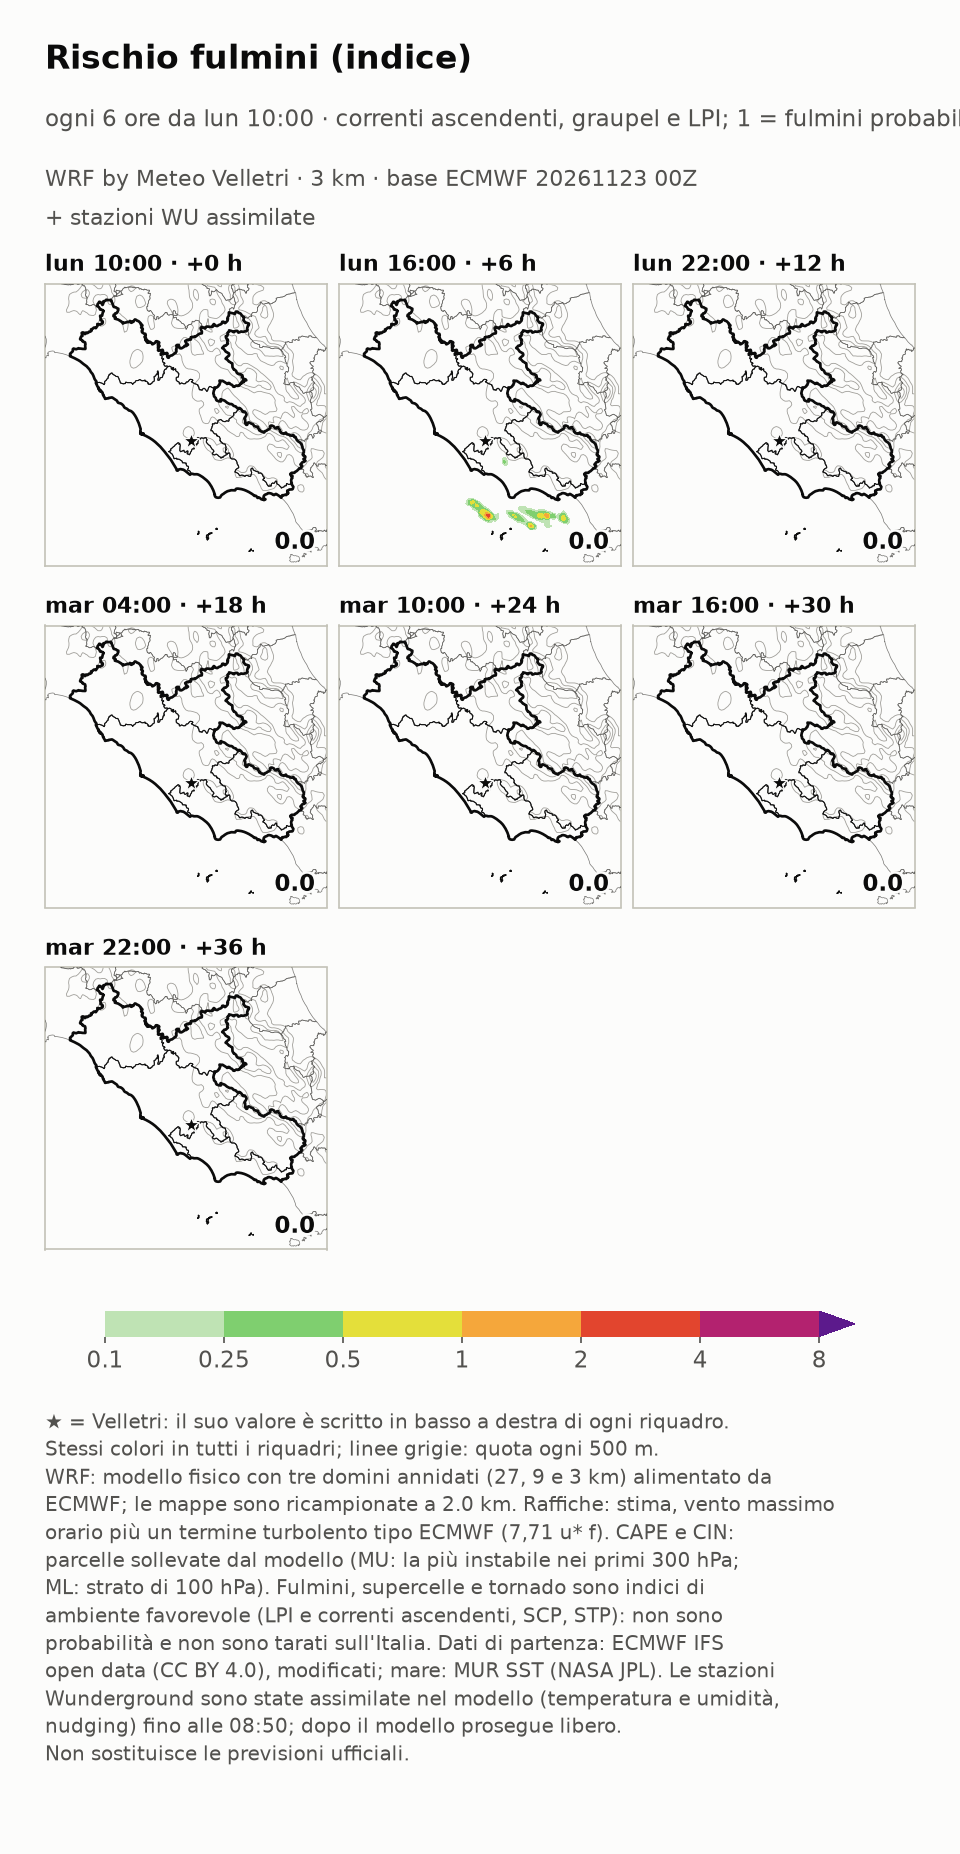 Rischio fulmini (indice)
ogni 6 ore da lun 10:00 · correnti ascendenti, graupel e LPI; 1 = fulmini probabil
WRF by Meteo Velletri · 3 km · base ECMWF 20261123 00Z
+ stazioni WU assimilate
lun 10:00 · +0 h
lun 16:00 · +6 h
lun 22:00 · +12 h
0.0
0.0
0.0
mar 04:00 · +18 h
mar 10:00 · +24 h
mar 16:00 · +30 h
0.0
0.0
0.0
mar 22:00 · +36 h
0.0
0.1 0.25 0.5 1 2 4 8
★ = Velletri: il suo valore è scritto in basso a destra di ogni riquadro.
Stessi colori in tutti i riquadri; linee grigie: quota ogni 500 m.
WRF: modello fisico con tre domini annidati (27, 9 e 3 km) alimentato da
ECMWF; le mappe sono ricampionate a 2.0 km. Raffiche: stima, vento massimo
orario più un termine turbolento tipo ECMWF (7,71 u* f). CAPE e CIN:
parcelle sollevate dal modello (MU: la più instabile nei primi 300 hPa;
ML: strato di 100 hPa). Fulmini, supercelle e tornado sono indici di
ambiente favorevole (LPI e correnti ascendenti, SCP, STP): non sono
probabilità e non sono tarati sull'Italia. Dati di partenza: ECMWF IFS
open data (CC BY 4.0), modificati; mare: MUR SST (NASA JPL). Le stazioni
Wunderground sono state assimilate nel modello (temperatura e umidità,
nudging) fino alle 08:50; dopo il modello prosegue libero.
Non sostituisce le previsioni ufficiali.